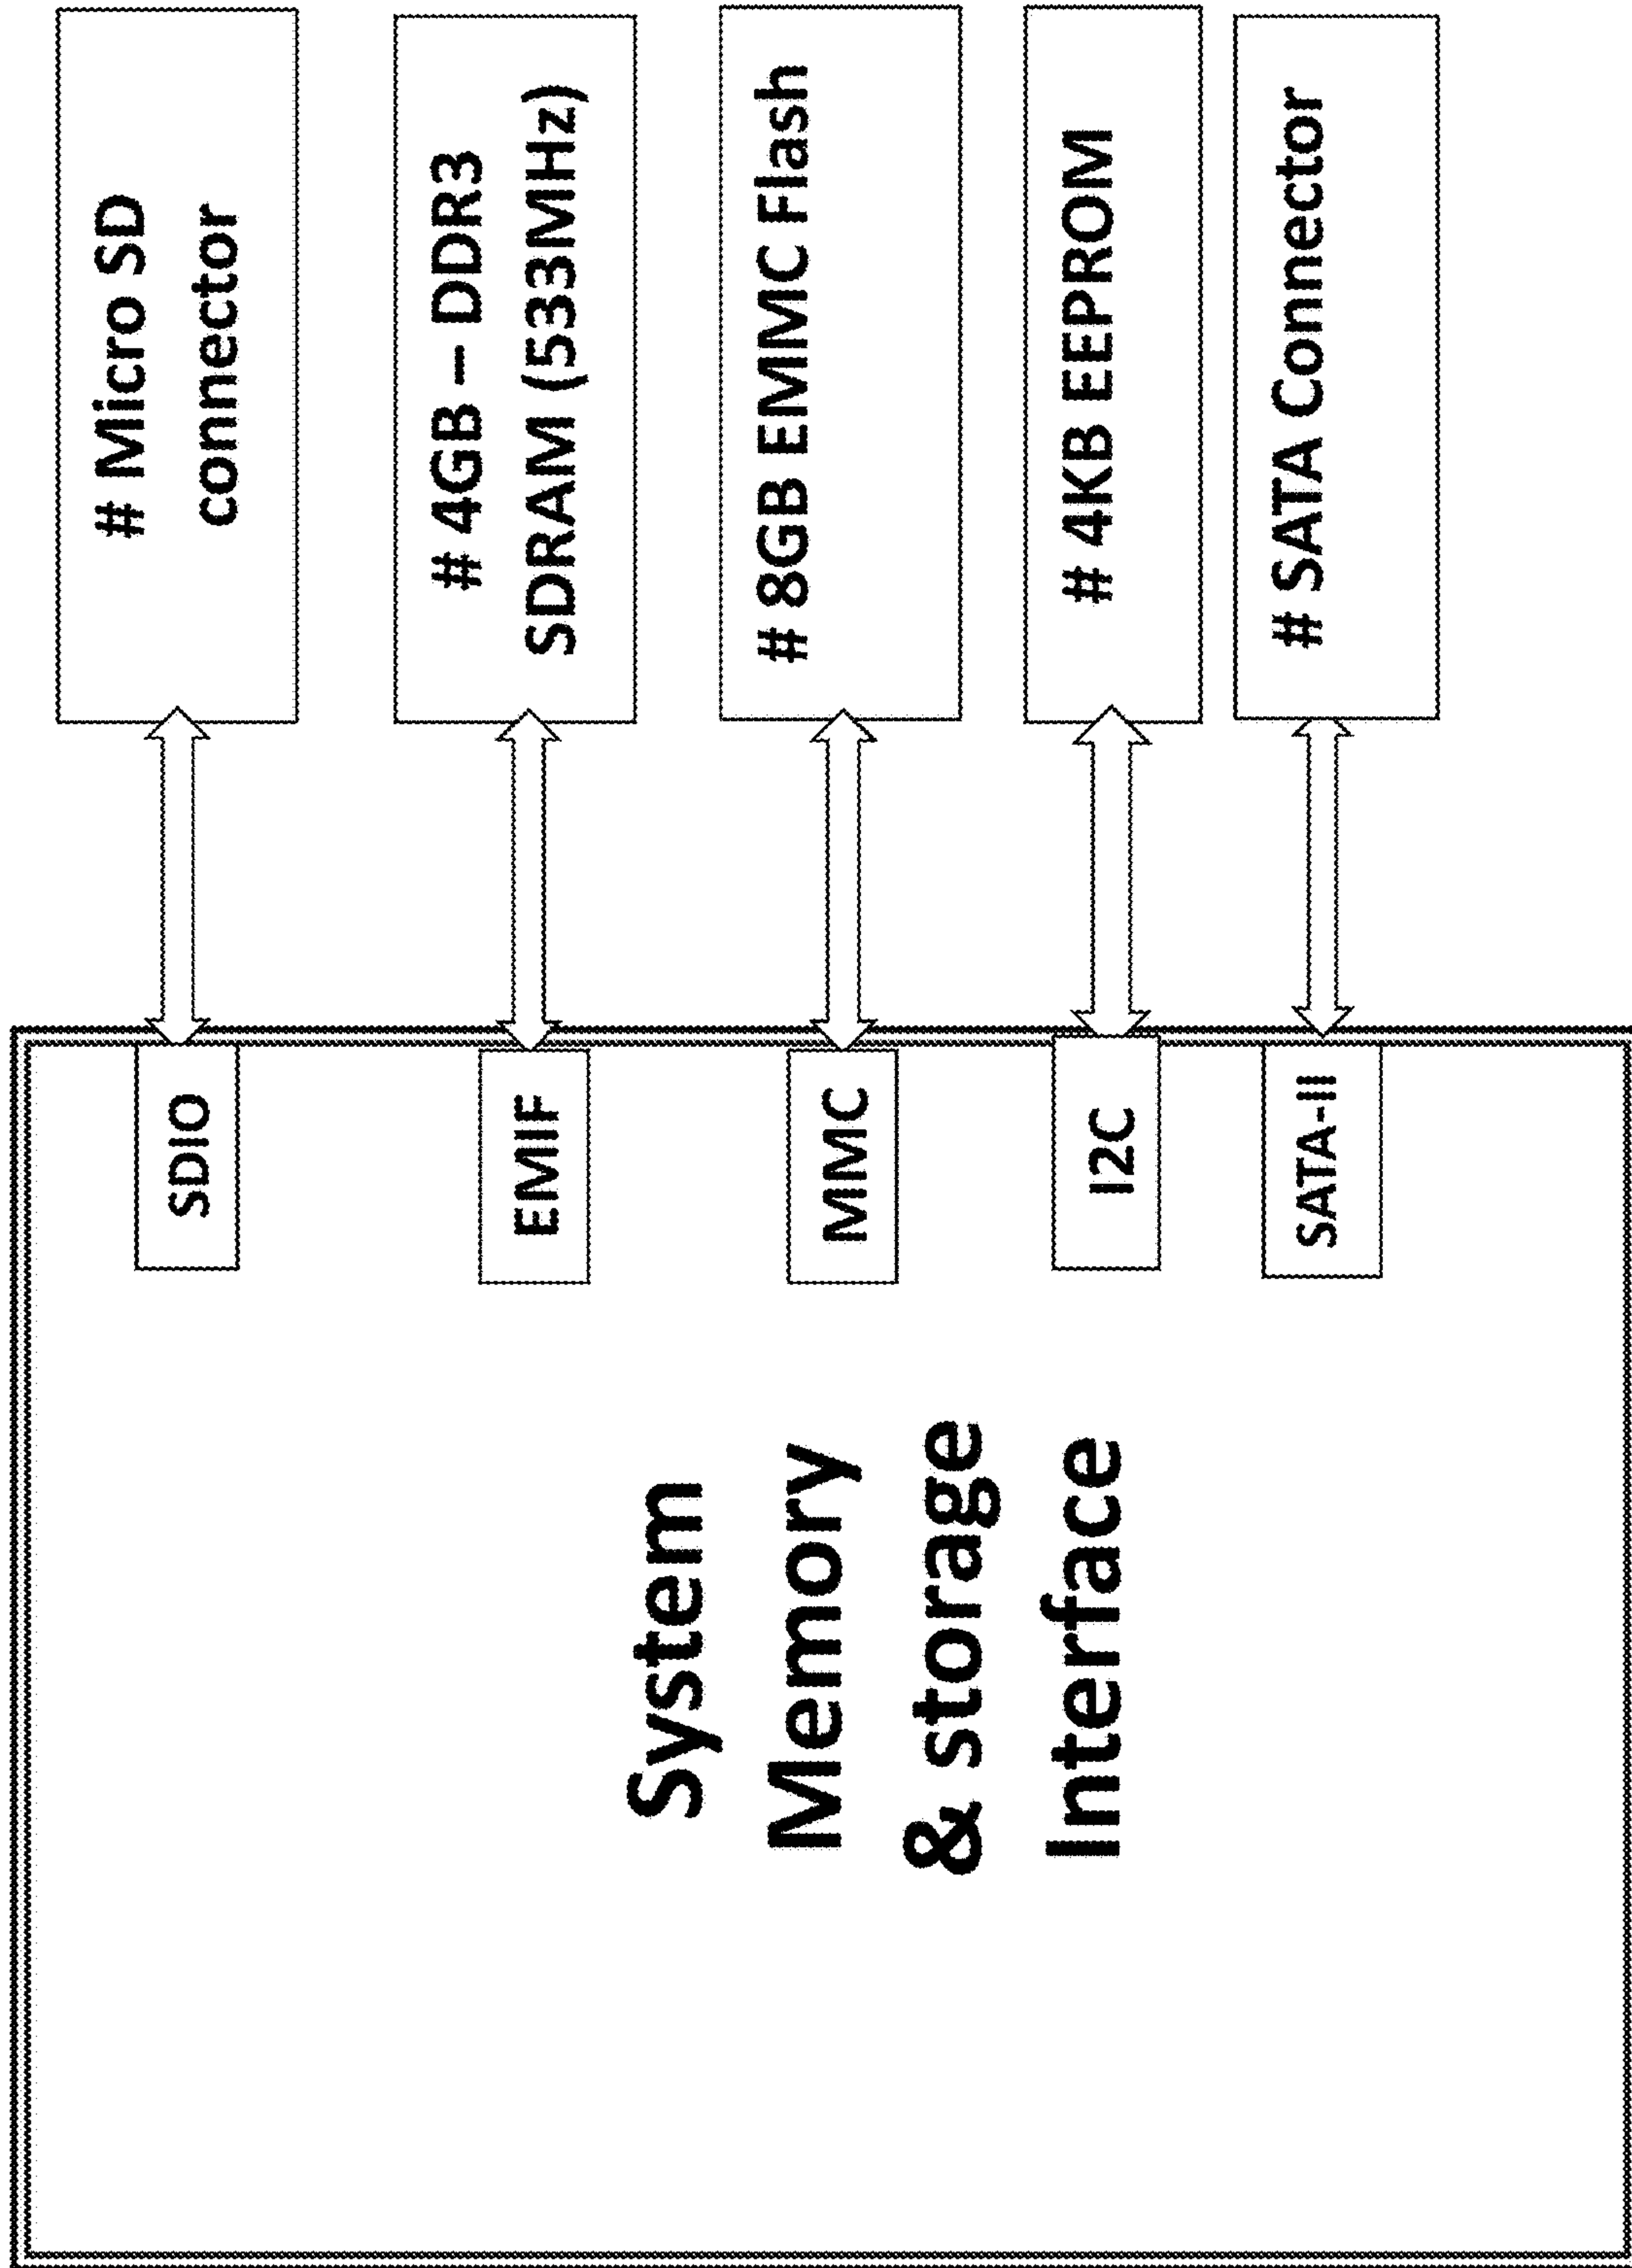 System
Memory
& storage
Interface
SDIO
# Micro SD
connector
EMIF
# 4GB – DDR3
SDRAM (533MHz)
MMC
# 8GB EMMC Flash
I2C
# 4KB EEPROM
SATA-II
# SATA Connector